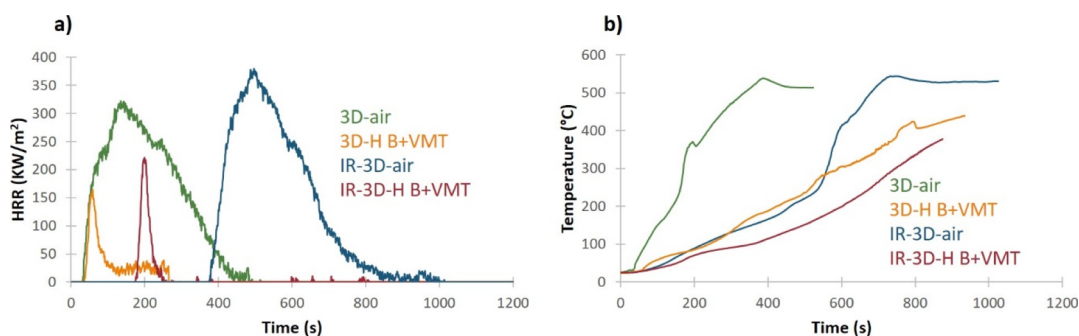 a)
HRR (KW/m²)
400
350
300
250
200
150
100
50
0
0 200 400 600 800 1000 1200
Time (s)
3D-air
3D-H B+VMT
IR-3D-air
IR-3D-H B+VMT
b)
Temperature (°C)
600
500
400
300
200
100
0
0 200 400 600 800 1000 1200
Time (s)
3D-air
3D-H B+VMT
IR-3D-air
IR-3D-H B+VMT